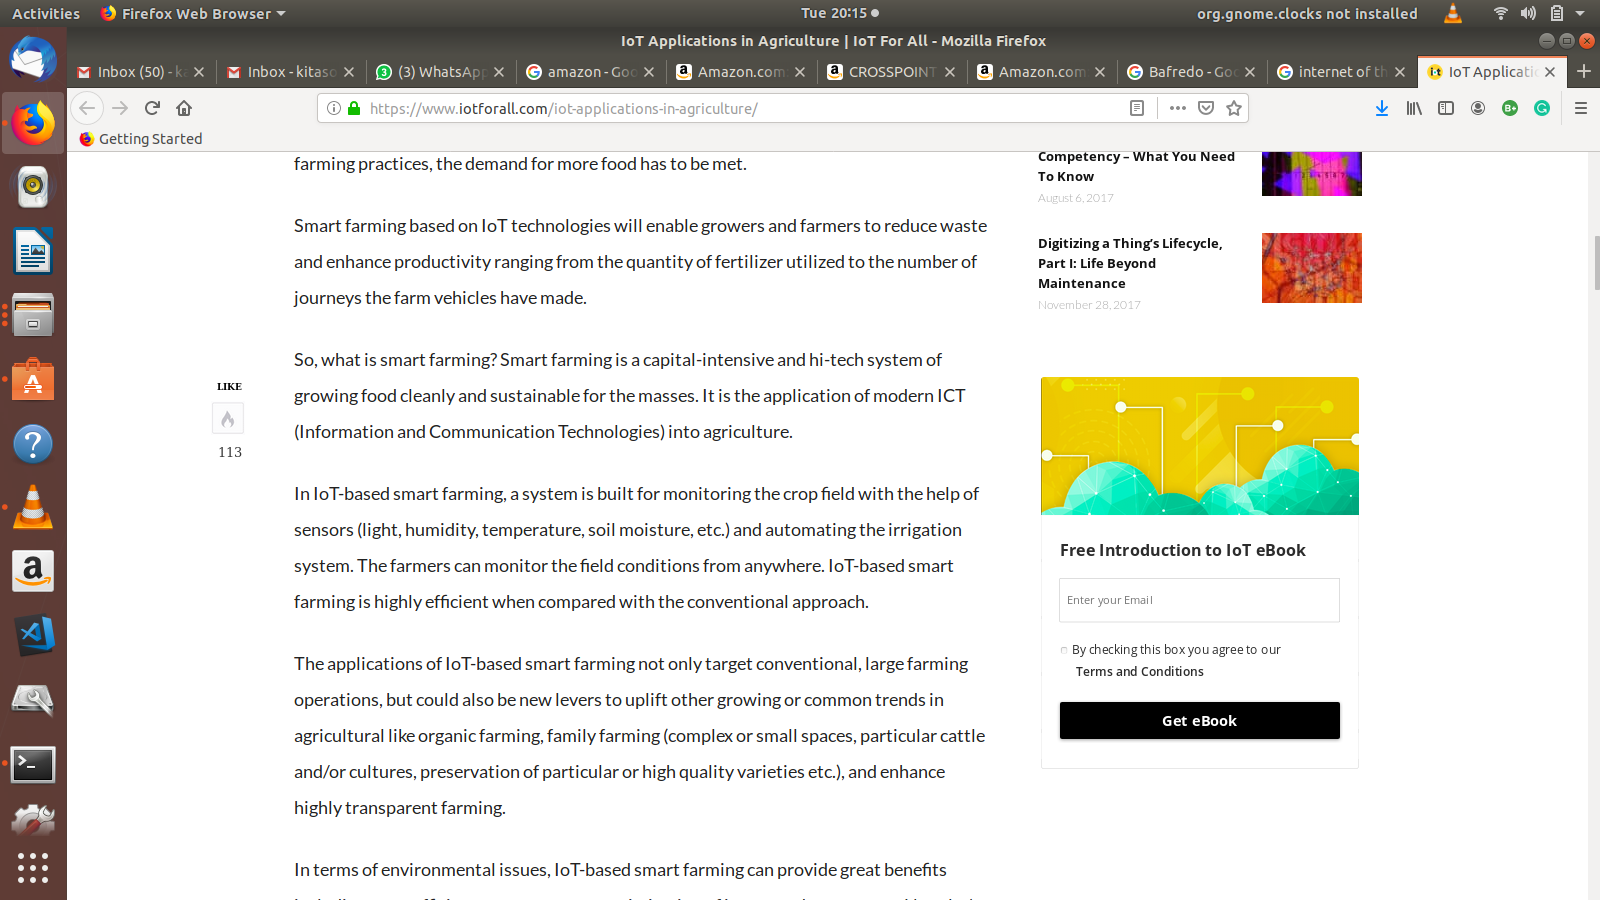 Activities
Firefox Web Browser
Tue 20:15
org.gnome.clocks not installed
IoT Applications in Agriculture | IoT For All - Mozilla Firefox
Inbox (50) - k
Inbox - kitaso
(3) WhatsApp
amazon - Goo
Amazon.com
CROSSPOINT
Amazon.com
Bafredo - Goo
internet of th
IoT Applicatio
https://www.iotforall.com/iot-applications-in-agriculture/
Getting Started
farming practices, the demand for more food has to be met.
Smart farming based on IoT technologies will enable growers and farmers to reduce waste
and enhance productivity ranging from the quantity of fertilizer utilized to the number of
journeys the farm vehicles have made.
So, what is smart farming? Smart farming is a capital-intensive and hi-tech system of
growing food cleanly and sustainable for the masses. It is the application of modern ICT
(Information and Communication Technologies) into agriculture.
LIKE
113
In IoT-based smart farming, a system is built for monitoring the crop field with the help of
sensors (light, humidity, temperature, soil moisture, etc.) and automating the irrigation
system. The farmers can monitor the field conditions from anywhere. IoT-based smart
farming is highly efficient when compared with the conventional approach.
The applications of IoT-based smart farming not only target conventional, large farming
operations, but could also be new levers to uplift other growing or common trends in
agricultural like organic farming, family farming (complex or small spaces, particular cattle
and/or cultures, preservation of particular or high quality varieties etc.), and enhance
highly transparent farming.
In terms of environmental issues, IoT-based smart farming can provide great benefits
Competency – What You Need
To Know
August 6, 2017
Digitizing a Thing’s Lifecycle,
Part I: Life Beyond
Maintenance
November 28, 2017
Free Introduction to IoT eBook
Enter your Email
By checking this box you agree to our
Terms and Conditions
Get eBook